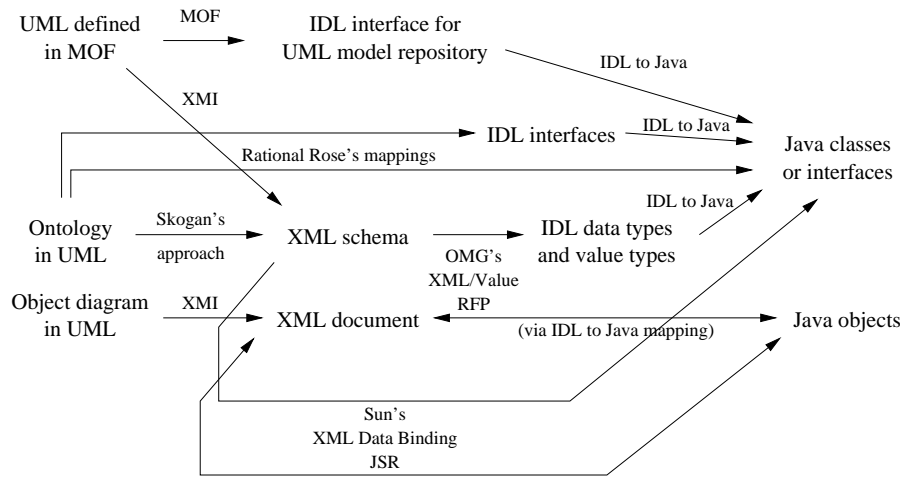 UML defined
in MOF
MOF
IDL interface for
UML model repository
IDL to Java
XMI
IDL interfaces
IDL to Java
Java classes
or interfaces
Rational Rose's mappings
IDL to Java
Ontology
in UML
Skogan's
approach
XML schema
OMG's
XML/Value
RFP
IDL data types
and value types
Object diagram
in UML
XMI
XML document
(via IDL to Java mapping)
Java objects
Sun's
XML Data Binding
JSR